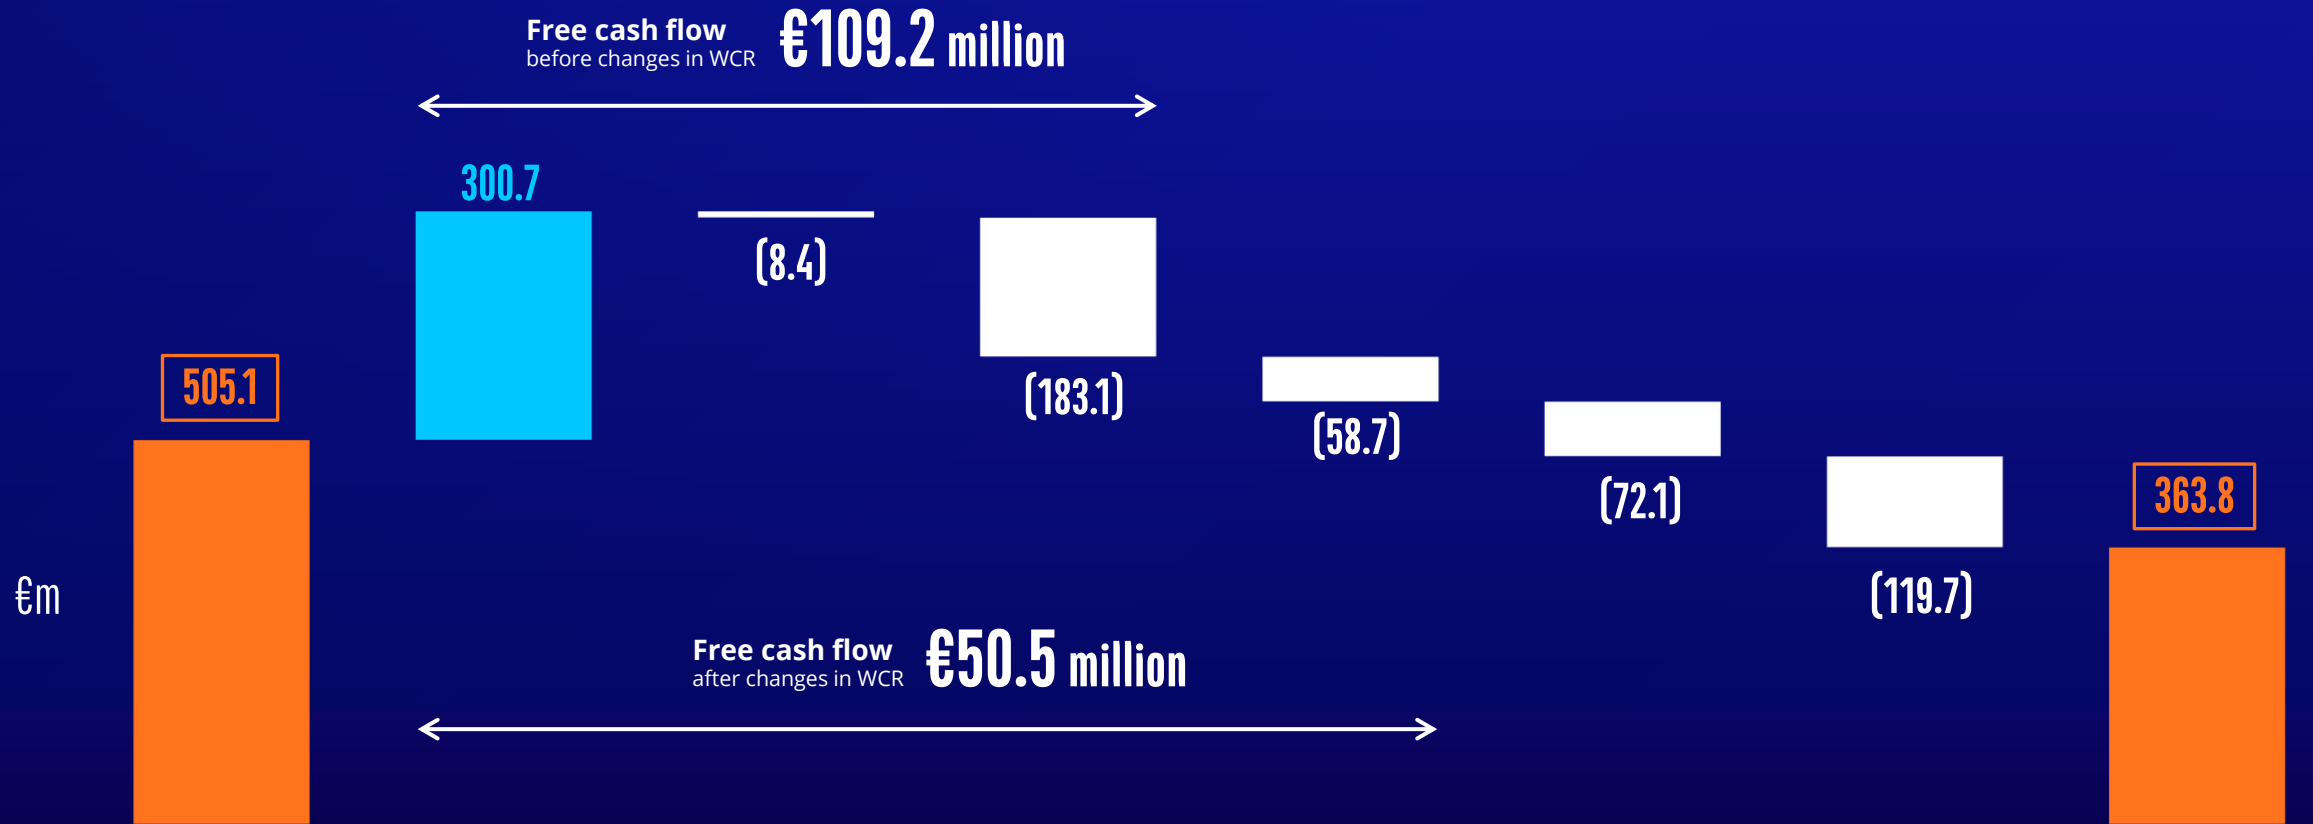 Free cash flow
before changes in WCR
€109.2 million
300.7
(8.4)
505.1
(183.1)
(58.7)
(72.1)
363.8
(119.7)
€m
Free cash flow
after changes in WCR
€50.5 million